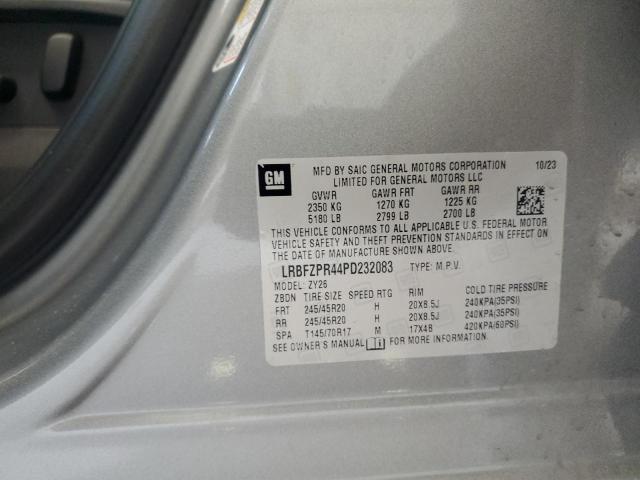 GM
MFD BY SAIC GENERAL MOTORS CORPORATION 10/23
LIMITED FOR GENERAL MOTORS LLC
GVWR GAWR FRT GAWR RR
2350 KG 1270 KG 1225 KG
5180 LB 2799 LB 2700 LB
THIS VEHICLE CONFORMS TO ALL APPLICABLE U.S. FEDERAL MOTOR
VEHICLE SAFETY AND THEFT PREVENTION STANDARDS IN EFFECT ON
THE DATE OF MANUFACTURE SHOWN ABOVE.
LRBFZPR44PD232083 TYPE: M.P.V.
MODEL: ZY26
ZBDN TIRE SIZE SPEED RTG RIM COLD TIRE PRESSURE
FRT 245/45R20 H 20X8.5J 240KPA(35PSI)
RR 245/45R20 H 20X8.5J 240KPA(35PSI)
SPA T145/70R17 M 17X4B 420KPA(60PSI)
SEE OWNER'S MANUAL FOR MORE INFORMATION.